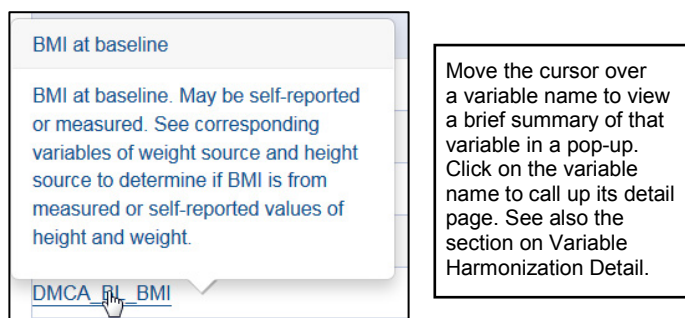 BMI at baseline
BMI at baseline. May be self-reported
or measured. See corresponding
variables of weight source and height
source to determine if BMI is from
measured or self-reported values of
height and weight.
DMCA_BL_BMI
Move the cursor over
a variable name to view
a brief summary of that
variable in a pop-up.
Click on the variable
name to call up its detail
page. See also the
section on Variable
Harmonization Detail.